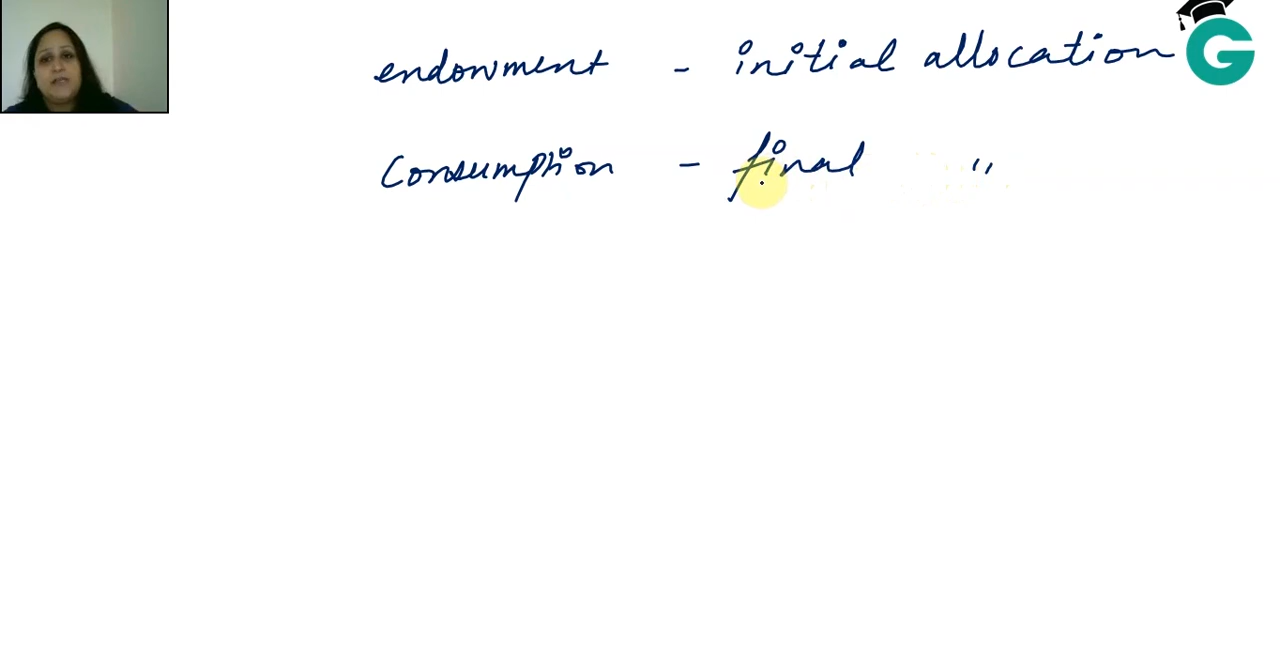 endowment - initial allocation
Consumption - final "
G